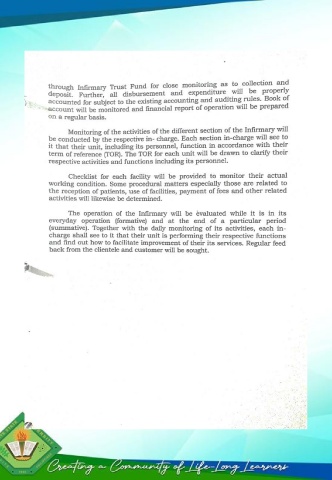 through Infirmary Trust Fund for close monitoring as to collection and
deposit. Further, all disbursement and expenditure will be properly
accounted for subject to the existing accounting and auditing rules. Book of
account will be monitored and financial report of operation will be prepared
on a regular basis.
Monitoring of the activities of the different section of the Infirmary will
be conducted by the respective in- charge. Each section in-charge will see to
it that their unit, including its personnel, function in accordance with their
term of reference (TOR). The TOR for each unit will be drawn to clarify their
respective activities and functions including its personnel.
Checklist for each facility will be provided to monitor their actual
working condition. Some procedural matters especially those are related to
the reception of patients, use of facilities, payment of fees and other related
activities will likewise be determined.
The operation of the Infirmary will be evaluated while it is in its
everyday operation (formative) and at the end of a particular period
(summative). Together with the daily monitoring of its activities, each in-
charge shall see to it that their unit is performing their respective functions
and find out how to facilitate improvement of their its services. Regular feed
back from the clientele and customer will be sought.
Creating a Community of Life-Long Learners